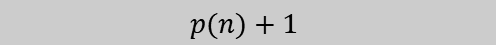 p(n) + 1